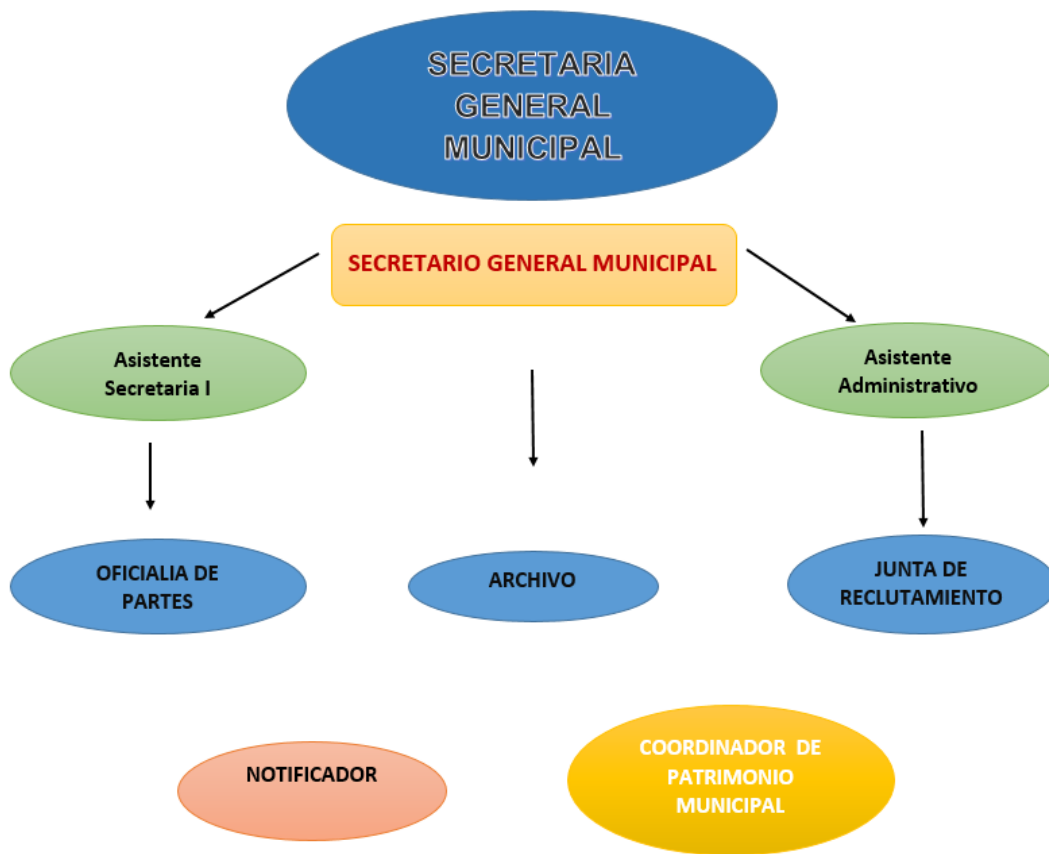 SECRETARIA
GENERAL
MUNICIPAL
SECRETARIO GENERAL MUNICIPAL
Asistente
Secretaria I
Asistente
Administrativo
OFICIALIA DE
PARTES
ARCHIVO
JUNTA DE
RECLUTAMIENTO
NOTIFICADOR
COORDINADOR DE
PATRIMONIO
MUNICIPAL